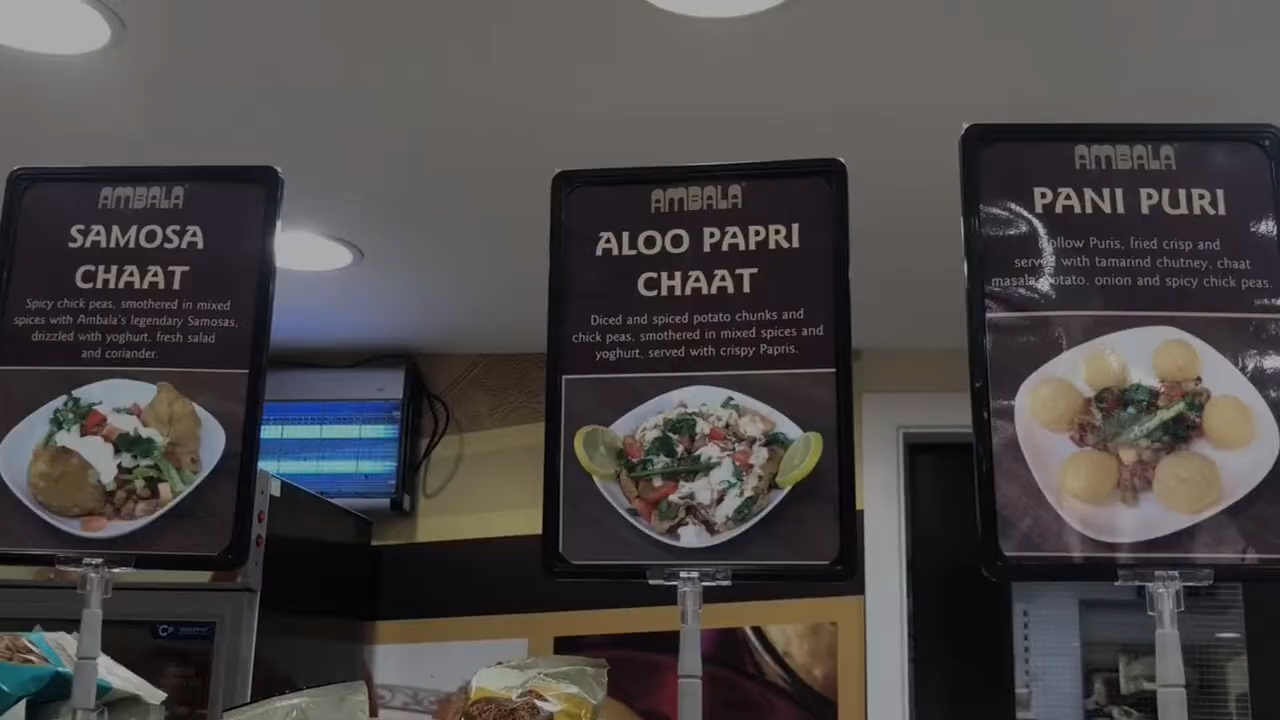 AMBALA
SAMOSA
CHAAT
Spicy chick peas, smothered in mixed
spices with Ambala's legendary Samosas,
drizzled with yoghurt, fresh salad
and coriander.
AMBALA
ALOO PAPRI
CHAAT
Diced and spiced potato chunks and
chick peas, smothered in mixed spices and
yoghurt, served with crispy Papris.
AMBALA
PANI PURI
Hollow Puris, fried crisp and
served with tamarind chutney, chaat
masala potato, onion and spicy chick peas.